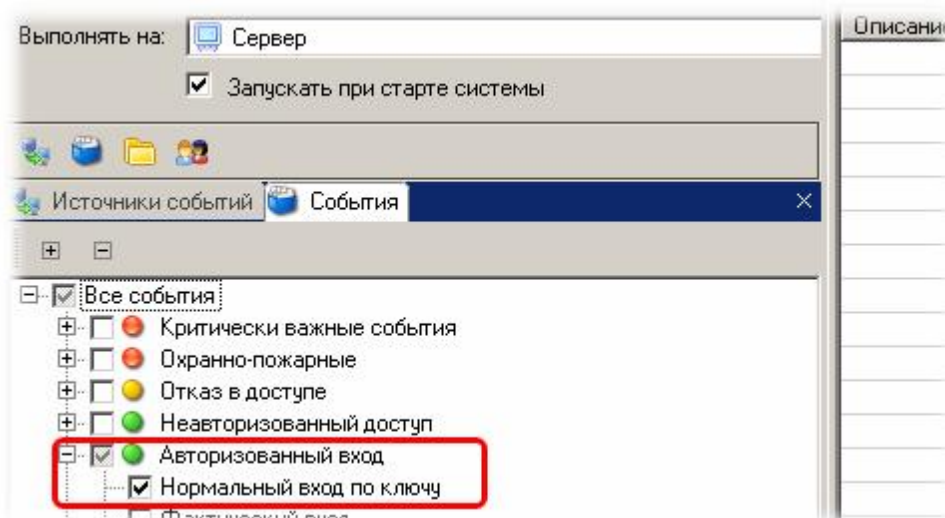 Выполнять на: Сервер
Описание
Запускать при старте системы
Источники событий События
Все события
Критически важные события
Охранно-пожарные
Отказ в доступе
Неавторизованный доступ
Авторизованный вход
Нормальный вход по ключу